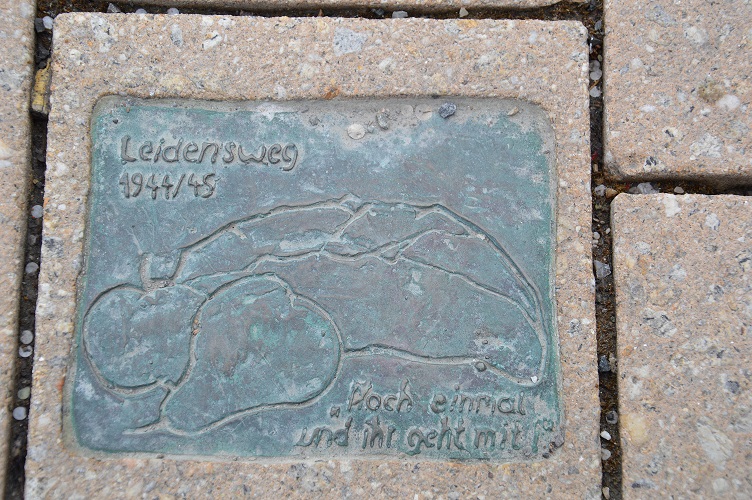 Leidensweg
1944/45
„Noch einmal
und ihr geht mit!“